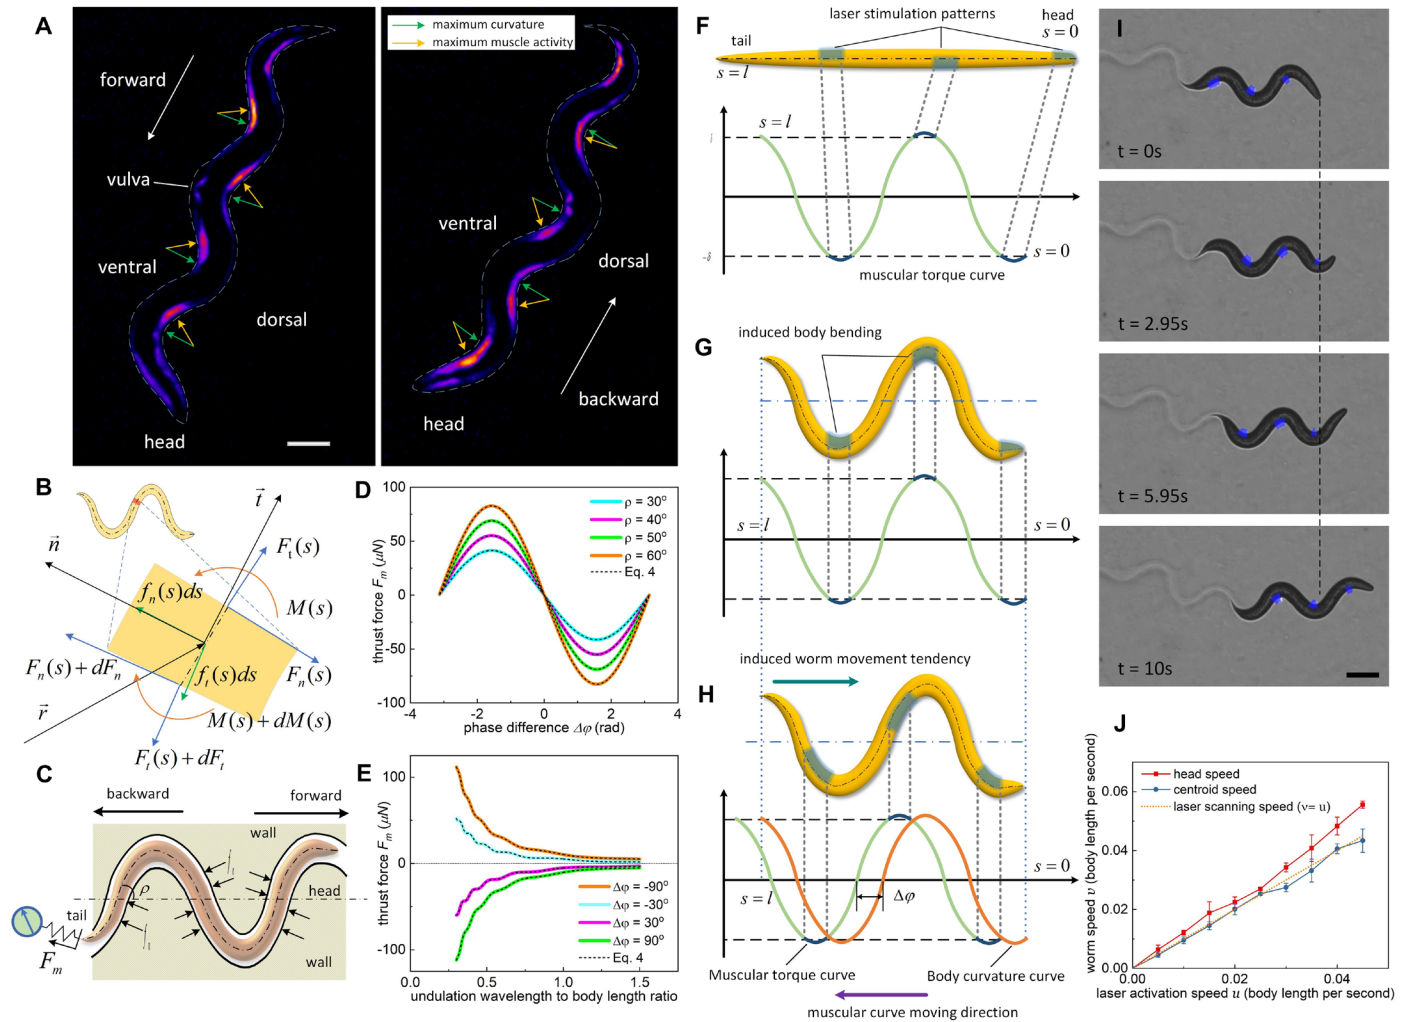 A
maximum curvature
maximum muscle activity
forward
vulva
ventral
dorsal
head
ventral
dorsal
backward
head
B
t
n
F_t(s)
f_n(s)ds
M(s)
F_n(s) + dF_n
f_t(s)ds
F_n(s)
r
M(s) + dM(s)
F_t(s) + dF_t
C
backward
forward
wall
ρ
head
tail
F_m
wall
D
thrust force F_m (μN)
100
50
0
-50
-100
ρ = 30°
ρ = 40°
ρ = 50°
ρ = 60°
Eq. 4
-4
-2
0
2
4
phase difference Δφ (rad)
E
thrust force F_m (μN)
100
50
0
-50
-100
Δφ = -90°
Δφ = -30°
Δφ = 30°
Δφ = 90°
Eq. 4
0.0
0.5
1.0
1.5
undulation wavelength to body length ratio
F
laser stimulation patterns
head
s = 0
tail
s = l
s = l
-δ
s = 0
muscular torque curve
G
induced body bending
s = l
s = 0
induced worm movement tendency
H
s = 0
s = l
Δφ
Muscular torque curve
Body curvature curve
muscular curve moving direction
I
t = 0s
t = 2.95s
t = 5.95s
t = 10s
J
worm speed v (body length per second)
0.06
0.04
0.02
0.00
head speed
centroid speed
laser scanning speed (v= u)
0.00
0.02
0.04
laser activation speed u (body length per second)